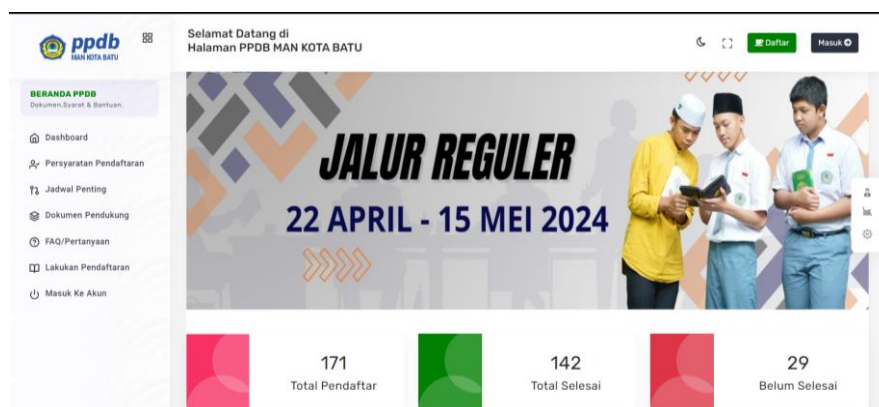 ppdb
MAN KOTA BATU
Selamat Datang di
Halaman PPDB MAN KOTA BATU
Daftar
Masuk
BERANDA PPDB
Dokumen,Syarat & Bantuan.
Dashboard
Persyaratan Pendaftaran
Jadwal Penting
Dokumen Pendukung
FAQ/Pertanyaan
Lakukan Pendaftaran
Masuk Ke Akun
JALUR REGULER
22 APRIL - 15 MEI 2024
171
Total Pendaftar
142
Total Selesai
29
Belum Selesai